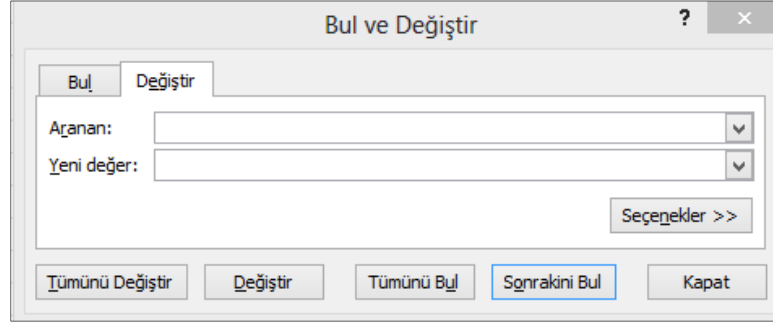 Bul ve Değiştir ?
Bul Değiştir
Aranan:
Yeni değer:
Seçenekler >>
Tümünü Değiştir Değiştir Tümünü Bul Sonrakini Bul Kapat